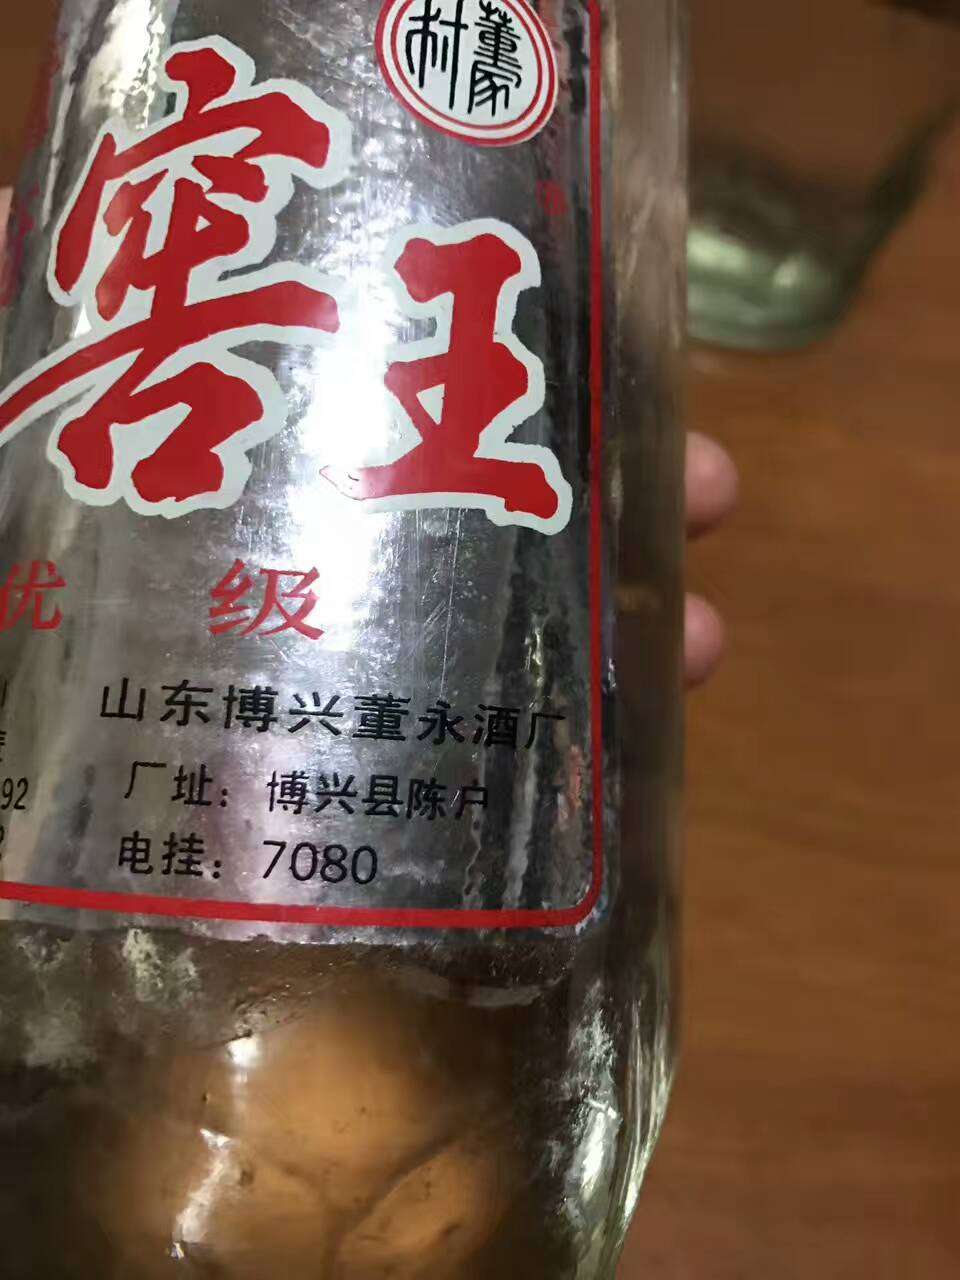 董家村
窖王
优级
山东博兴董永酒厂
厂址：博兴县陈户
92
电挂：7080